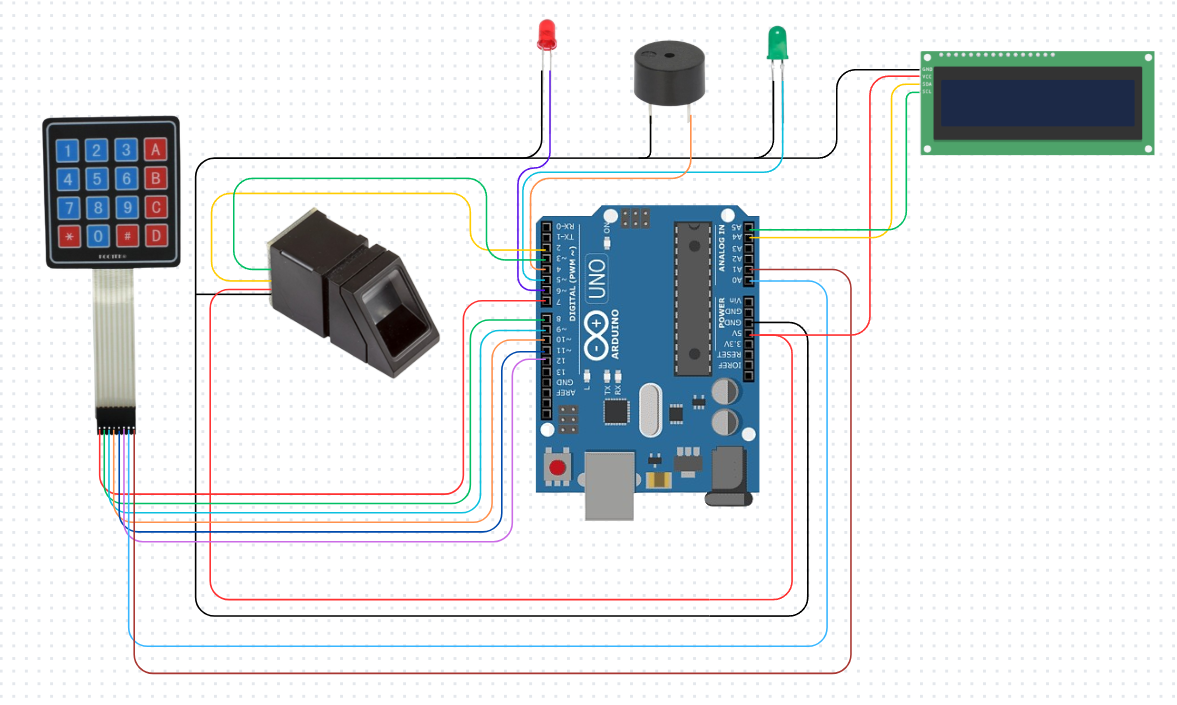 1 2 3 A
4 5 6 B
7 8 9 C
* 0 # D
GND
VCC
SDA
SCL
RX-0
TX-1
2
~3
4
~5
~6
7
8
~9
~10
~11
12
13
GND
AREF
DIGITAL (PWM ~)
ON
UNO
ARDUINO
L
TX
RX
ANALOG IN
A5
A4
A3
A2
A1
A0
POWER
Vin
GND
GND
5V
3.3V
RESET
IOREF